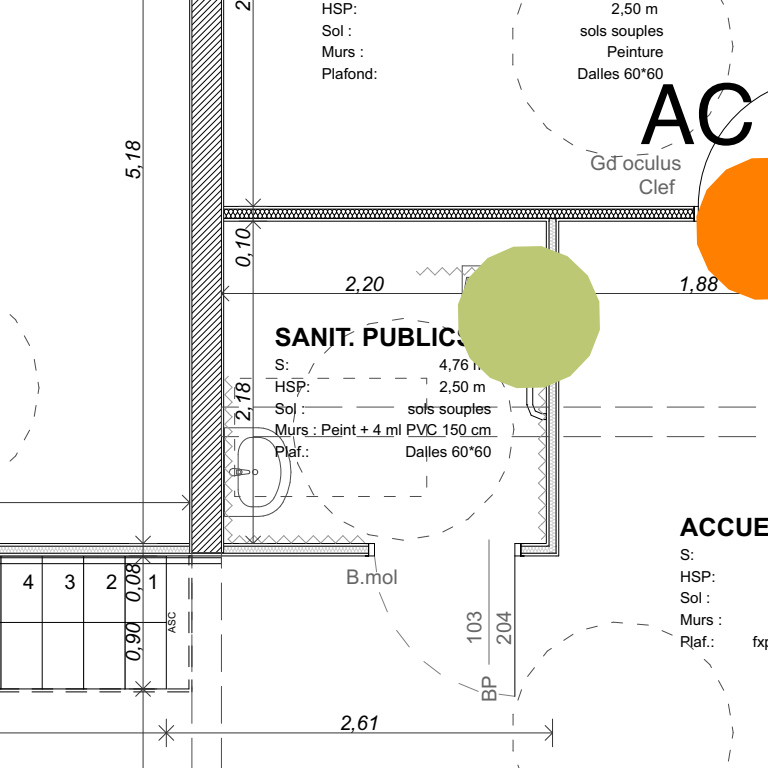 HSP: 2,50 m
Sol : sols souples
Murs : Peinture
Plafond: Dalles 60*60
AC
Gd oculus
Clef
5,18
0,10
2,20
1,88
SANIT. PUBLICS
S: 4,76
HSP: 2,50 m
2,18
Sol : sols souples
Murs : Peint + 4 ml PVC 150 cm
Plaf.: Dalles 60*60
ACCUE
S:
HSP:
Sol :
Murs :
Plaf.: fxp
B.mol
4 3 2 1
0,08
ASC
0,90
103
204
BP
2,61